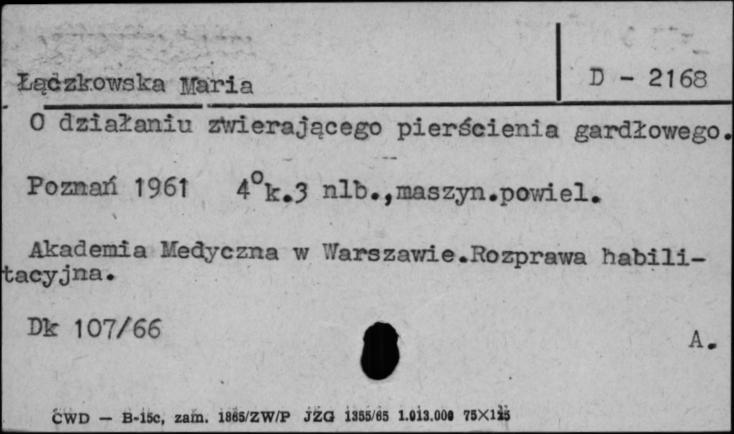 Łączkowska Maria
D - 2168
O działaniu zwierającego pierścienia gardłowego.
Poznań 1961 4°k.3 nlb.,maszyn.powiel.
Akademia Medyczna w Warszawie.Rozprawa habili-
tacyjna.
Dk 107/66
A.
CWD — B-15c, zam. 1865/ZW/P JZG 1355/65 1.013.000 75X125